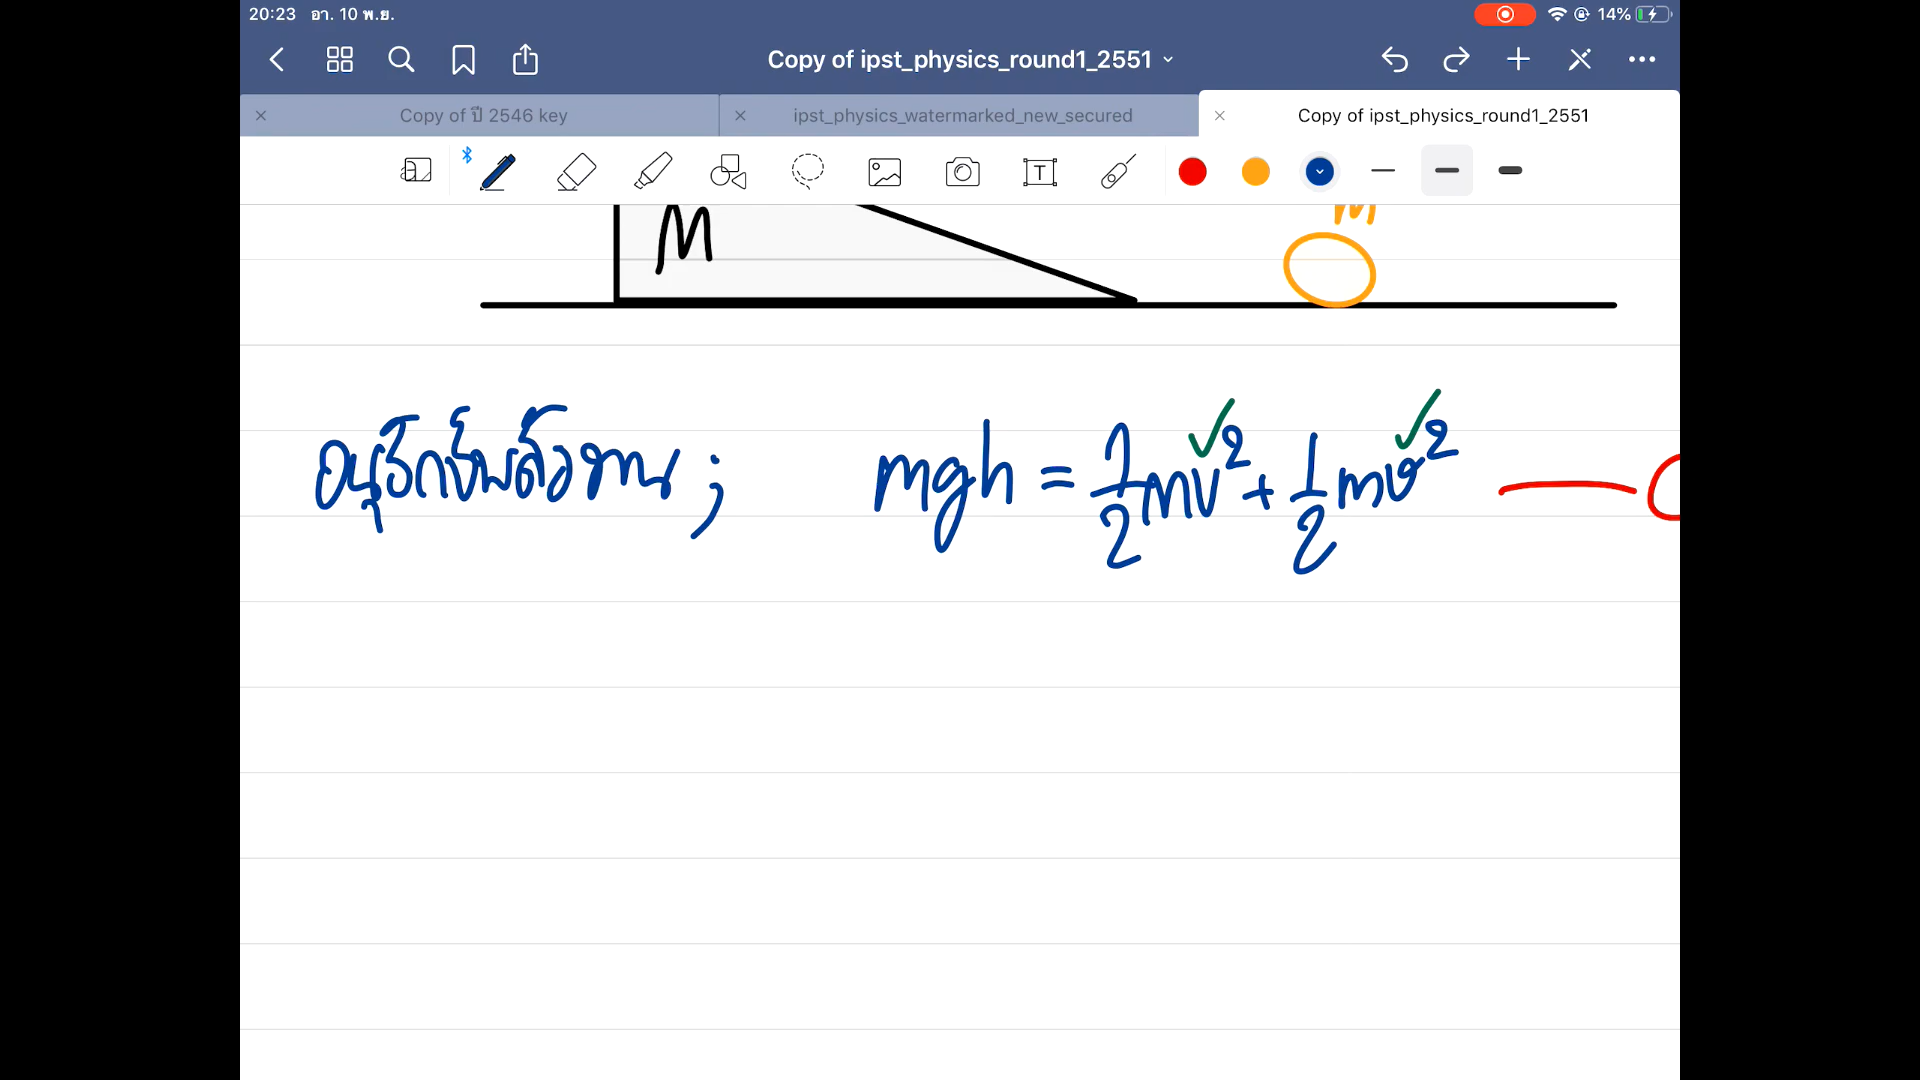 20:23 อา. 10 พ.ย. 14%
Copy of ipst_physics_round1_2551
Copy of ปี 2546 key ipst_physics_watermarked_new_secured Copy of ipst_physics_round1_2551
M m
อนุรักษ์พลังงาน ; mgh = 1/2 mV² + 1/2 mv²